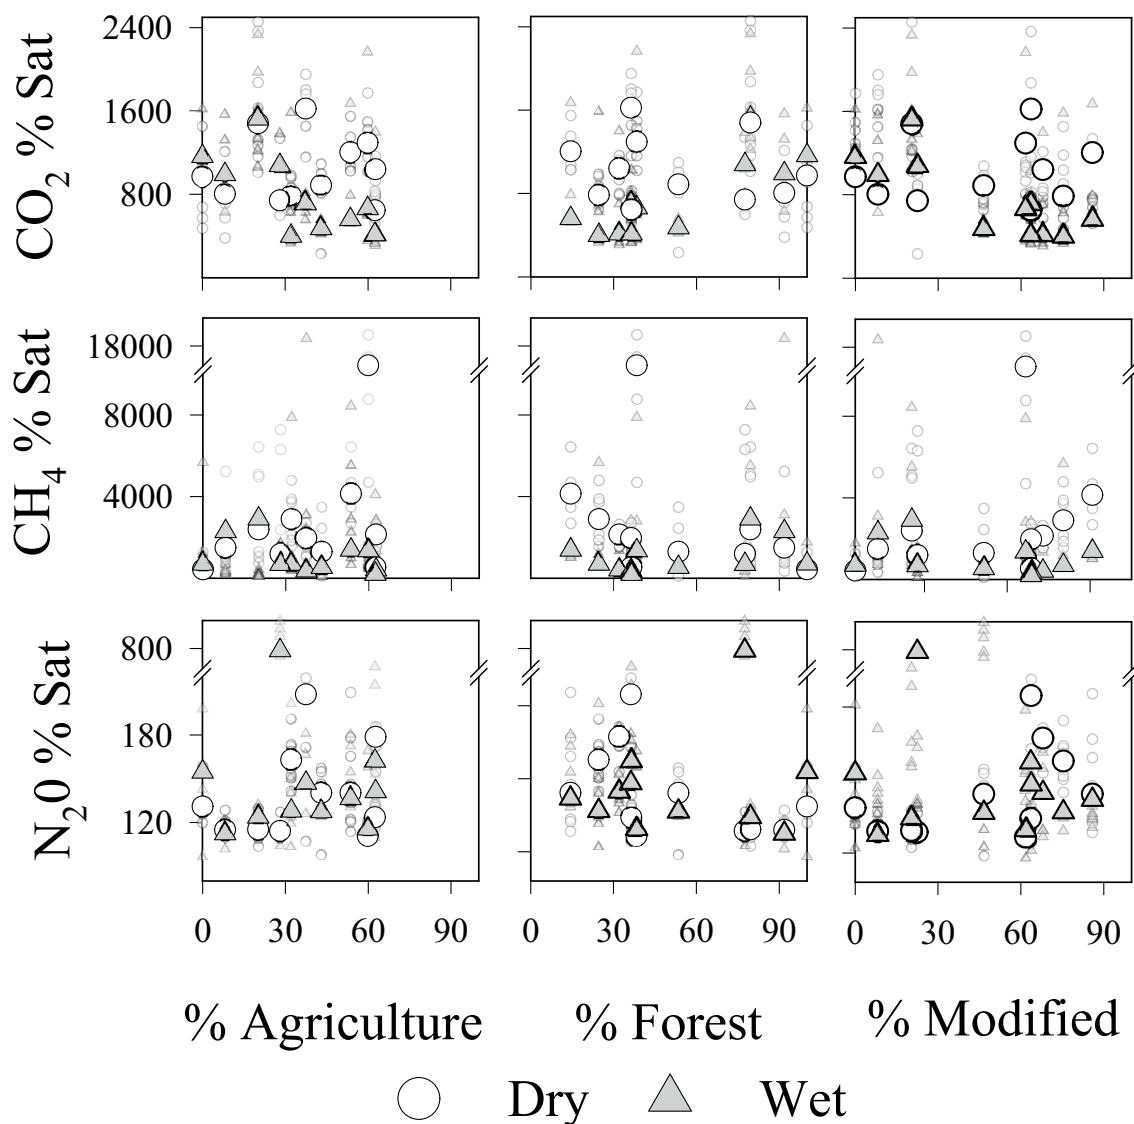 CO2 % Sat
2400
1600
800
CH4 % Sat
18000
8000
4000
N20 % Sat
800
180
120
0 30 60 90
0 30 60 90
0 30 60 90
% Agriculture
% Forest
% Modified
Dry
Wet